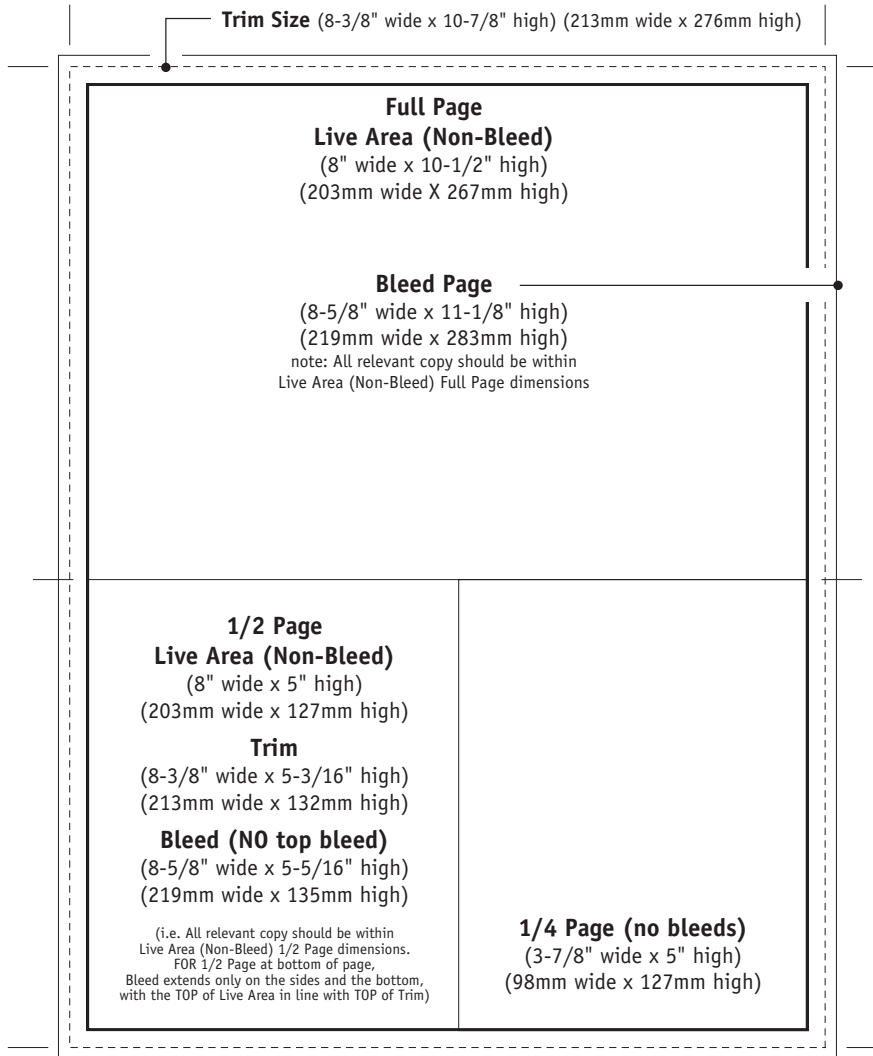 Trim Size (8-3/8" wide x 10-7/8" high) (213mm wide x 276mm high)
Full Page
Live Area (Non-Bleed)
(8" wide x 10-1/2" high)
(203mm wide X 267mm high)
Bleed Page
(8-5/8" wide x 11-1/8" high)
(219mm wide x 283mm high)
note: All relevant copy should be within
Live Area (Non-Bleed) Full Page dimensions
1/2 Page
Live Area (Non-Bleed)
(8" wide x 5" high)
(203mm wide x 127mm high)
Trim
(8-3/8" wide x 5-3/16" high)
(213mm wide x 132mm high)
Bleed (NO top bleed)
(8-5/8" wide x 5-5/16" high)
(219mm wide x 135mm high)
(i.e. All relevant copy should be within
Live Area (Non-Bleed) 1/2 Page dimensions.
FOR 1/2 Page at bottom of page,
Bleed extends only on the sides and the bottom,
with the TOP of Live Area in line with TOP of Trim)
1/4 Page (no bleeds)
(3-7/8" wide x 5" high)
(98mm wide x 127mm high)